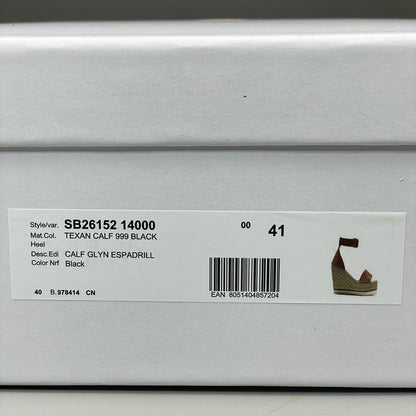 Style/var. SB26152 14000 00 41
Mat.Col. TEXAN CALF 999 BLACK
Heel
Desc.Edi CALF GLYN ESPADRILL
Color Nrf Black
EAN 8051404857204
40 B. 978414 CN